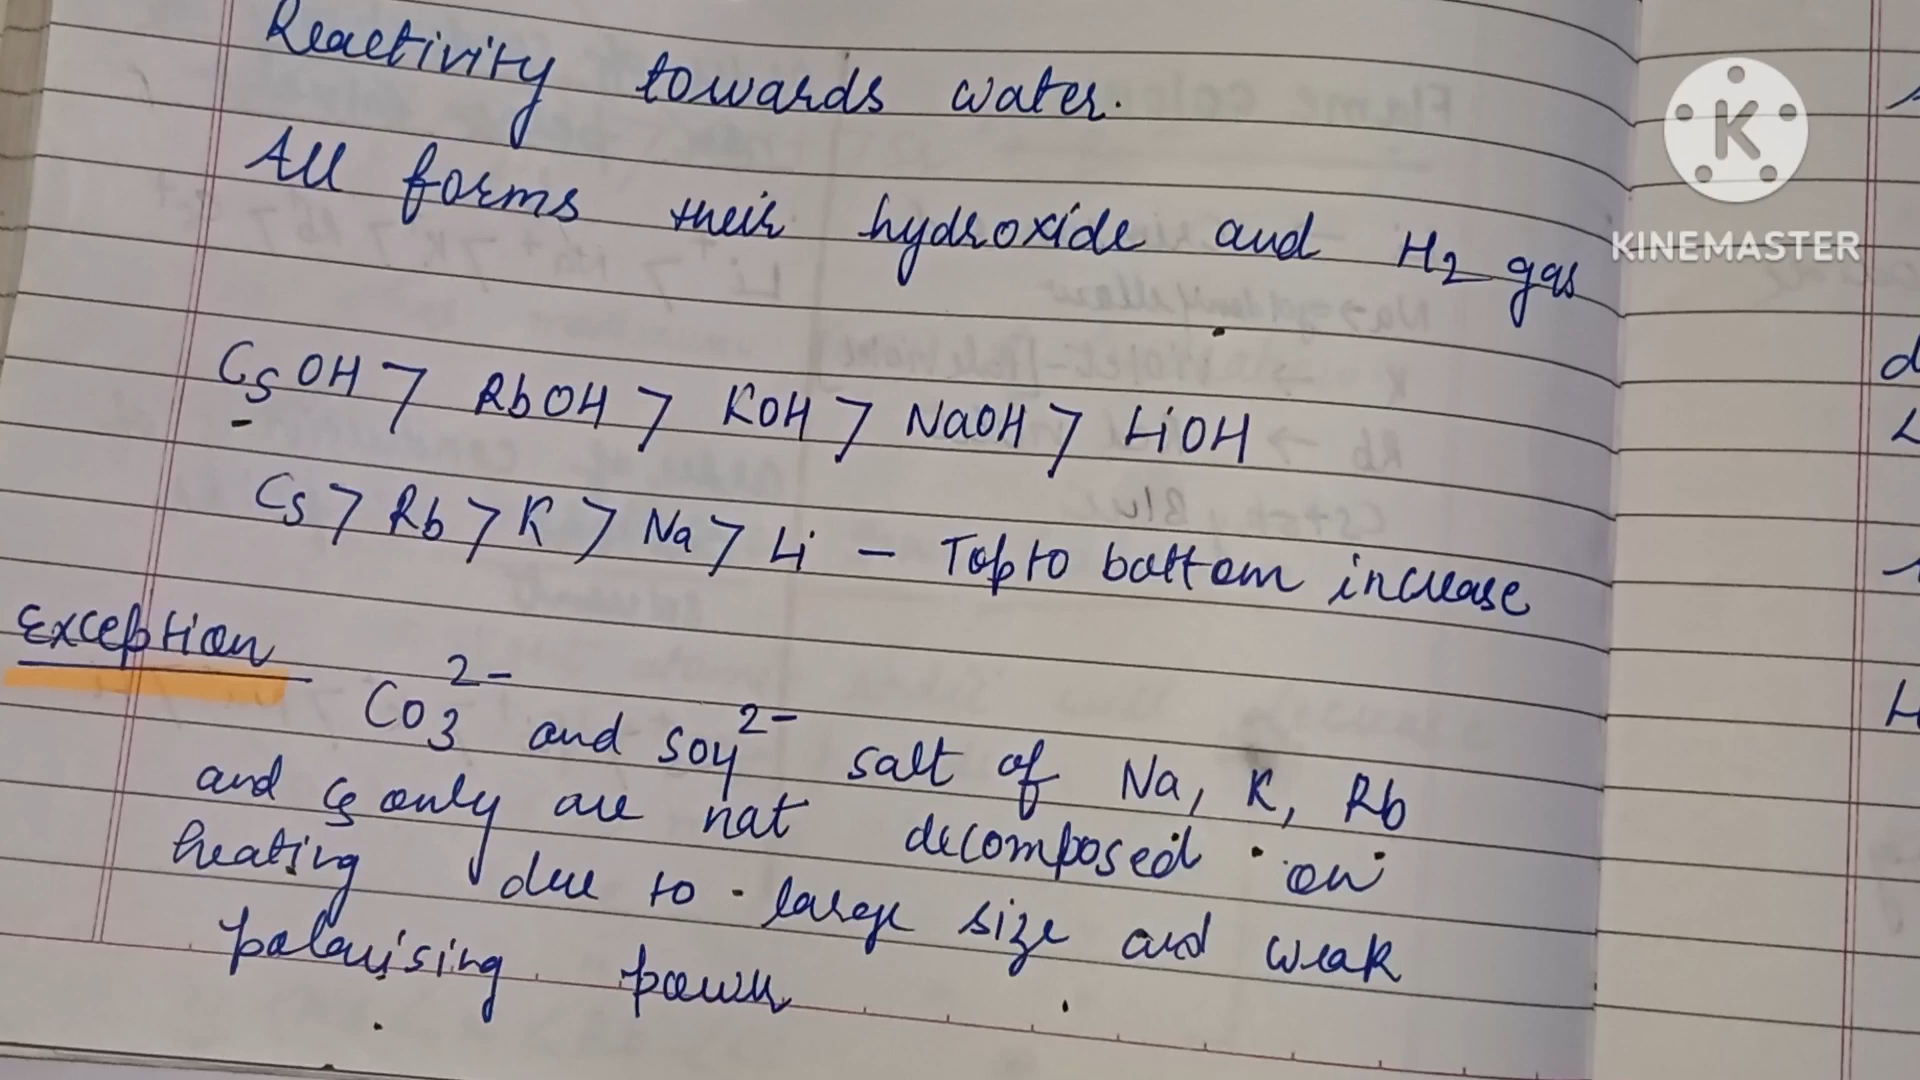 Reactivity towards water.
All forms their hydroxide and H2 gas
CsOH > RbOH > KOH > NaOH > LiOH
Cs > Rb > K > Na > Li - Top to bottom increase
Exception
CO3 2- and SO4 2- salt of Na, K, Rb
and Cs only are not decomposed on
heating due to large size and weak
polarising power
K
KINEMASTER